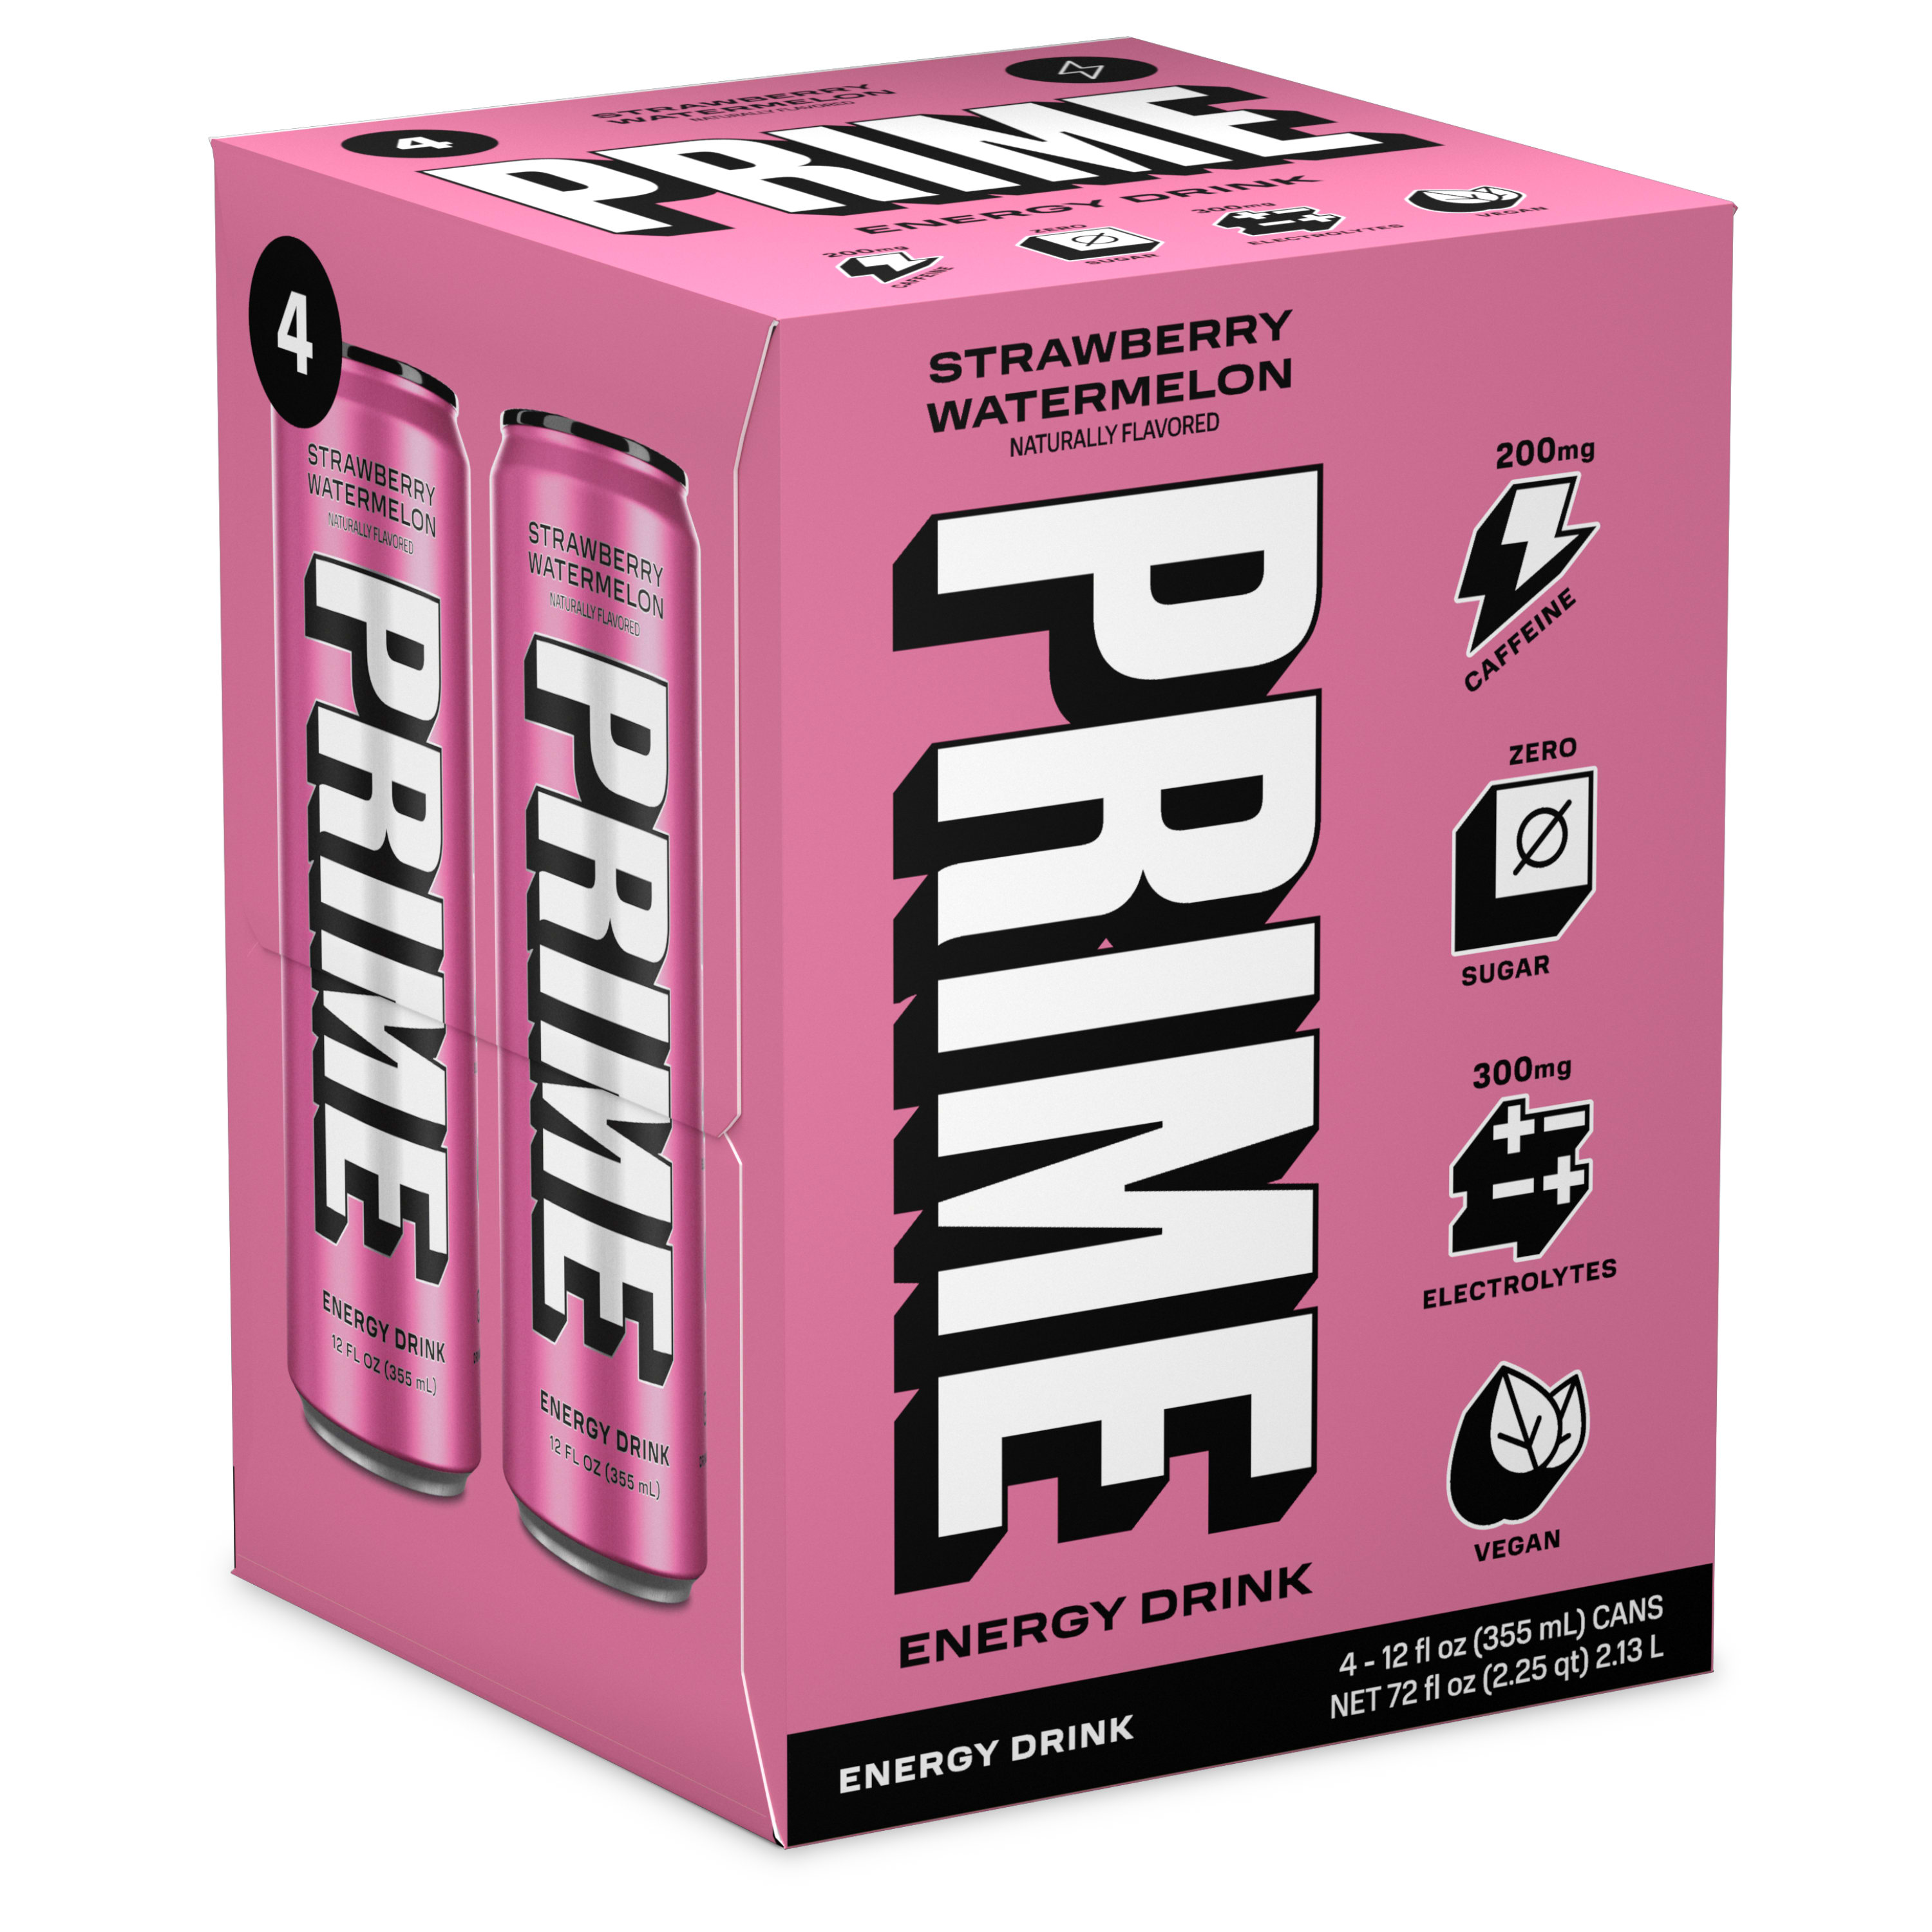 STRAWBERRY
WATERMELON
NATURALLY FLAVORED
4
PRIME
ENERGY DRINK
200mg
CAFFEINE
ZERO
SUGAR
300mg
ELECTROLYTES
VEGAN
4
STRAWBERRY
WATERMELON
NATURALLY FLAVORED
PRIME
ENERGY DRINK
12 FL OZ (355 mL)
STRAWBERRY
WATERMELON
NATURALLY FLAVORED
PRIME
ENERGY DRINK
12 FL OZ (355 mL)
STRAWBERRY
WATERMELON
NATURALLY FLAVORED
PRIME
ENERGY DRINK
200mg
CAFFEINE
ZERO
SUGAR
300mg
ELECTROLYTES
VEGAN
ENERGY DRINK
4 - 12 fl oz (355 mL) CANS
NET 72 fl oz (2.25 qt) 2.13 L